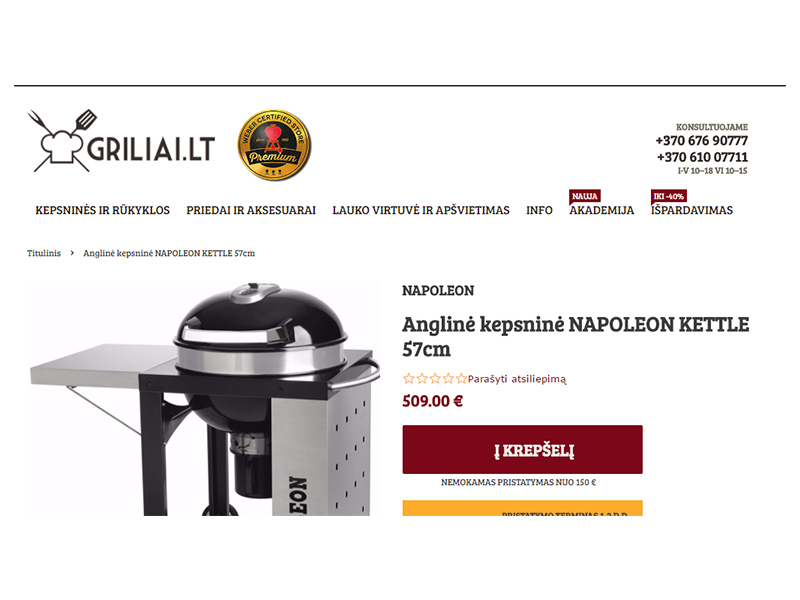 GRILIAI.LT
WEBER CERTIFIED STORE
Premium
KONSULTUOJAME
+370 676 90777
+370 610 07711
I-V 10–18 VI 10–15
NAUJA
IKI -40%
KEPSNINĖS IR RŪKYKLOS PRIEDAI IR AKSESUARAI LAUKO VIRTUVĖ IR APŠVIETIMAS INFO AKADEMIJA IŠPARDAVIMAS
Titulinis > Anglinė kepsninė NAPOLEON KETTLE 57cm
NAPOLEON
Anglinė kepsninė NAPOLEON KETTLE
57cm
Parašyti atsiliepimą
509.00 €
Į KREPŠELĮ
NEMOKAMAS PRISTATYMAS NUO 150 €
PRISTATYMO TERMINAS 1-2 D.D.
LEON